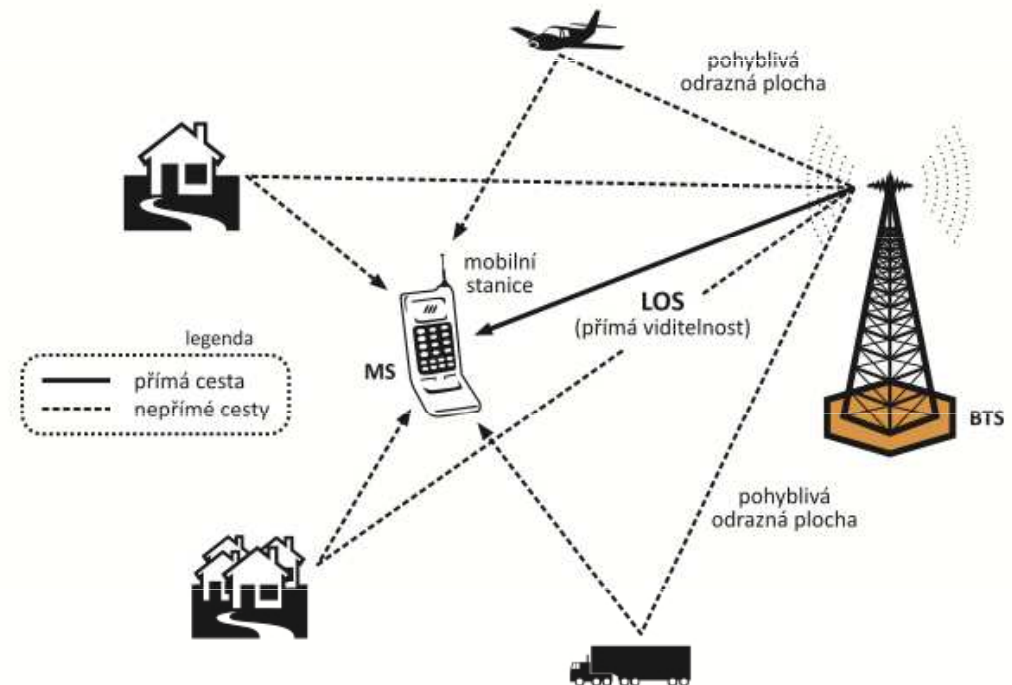 pohyblivá
odrazná plocha
mobilní
stanice
LOS
(přímá viditelnost)
legenda
přímá cesta
nepřímé cesty
MS
BTS
pohyblivá
odrazná plocha